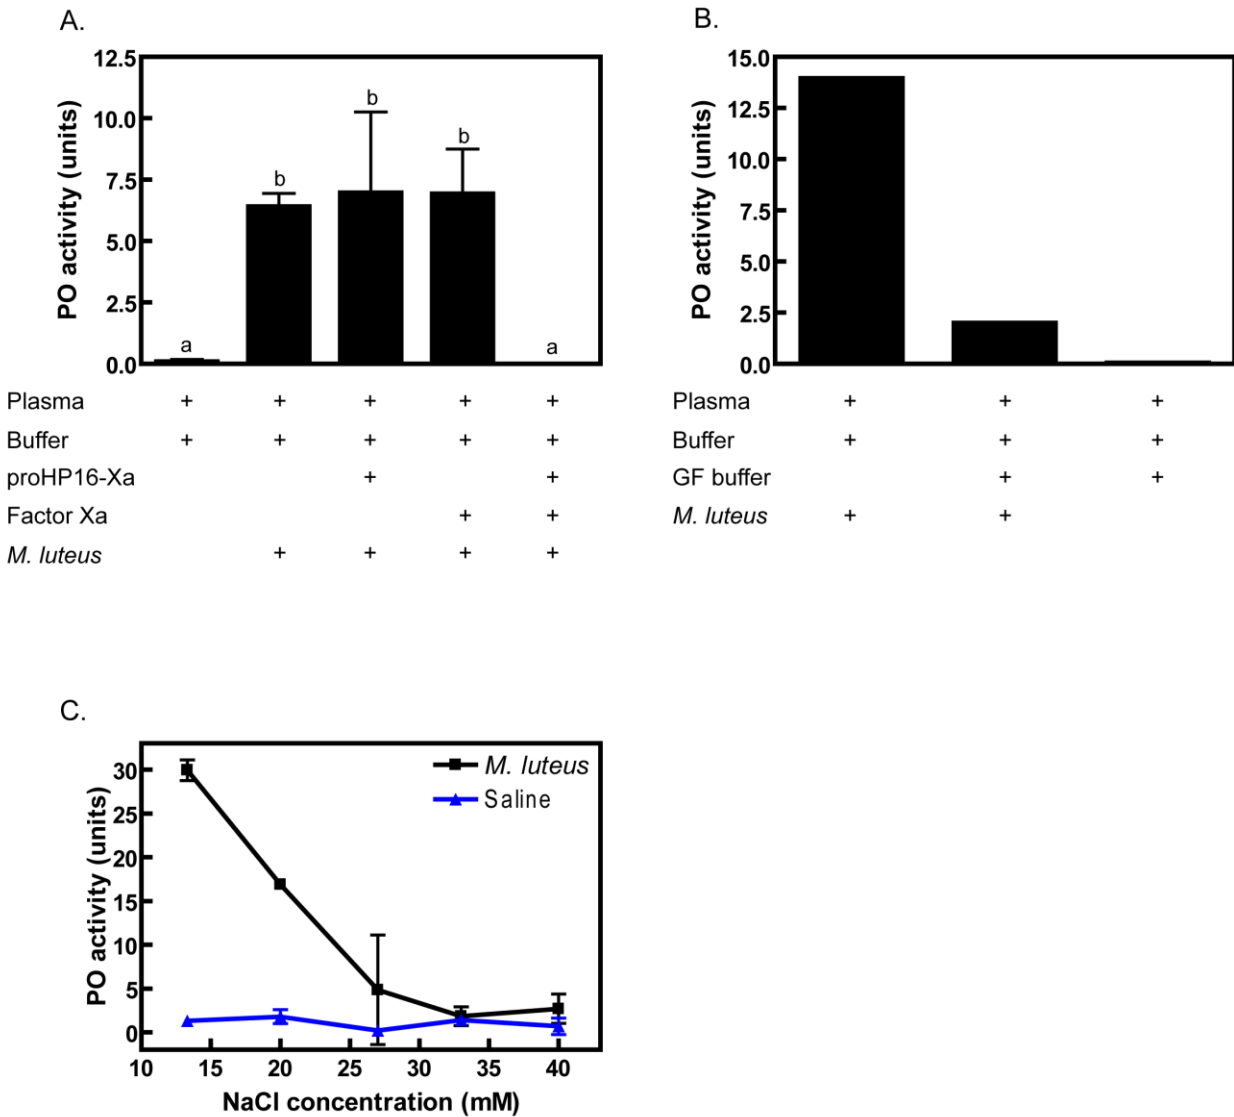 A.
PO activity (units)
12.5
10.0
7.5
5.0
2.5
0.0
a
b
b
b
a
Plasma + + + + +
Buffer + + + + +
proHP16-Xa + +
Factor Xa + +
M. luteus + + + +
B.
PO activity (units)
15.0
12.5
14.0
7.5
5.0
2.5
0.0
Plasma + + +
Buffer + + +
GF buffer + +
M. luteus + +
C.
PO activity (units)
30
25
20
15
10
5
0
M. luteus
Saline
10 15 20 25 30 35 40
NaCl concentration (mM)